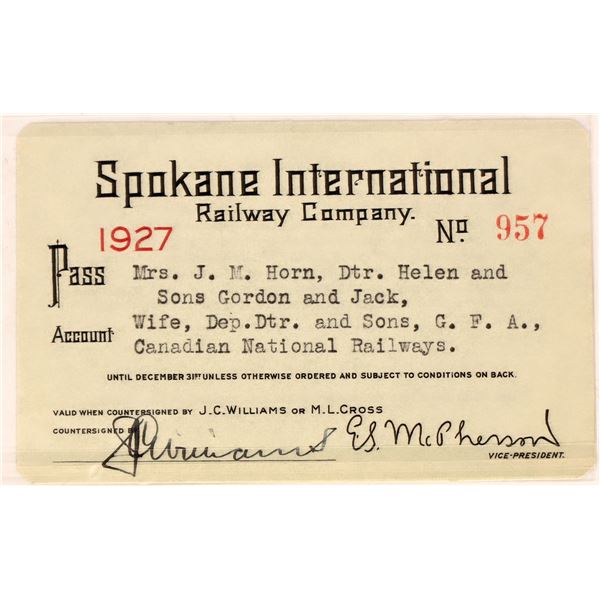 Spokane International
Railway Company.
1927 No 957
Pass Mrs. J. M. Horn, Dtr. Helen and
Sons Gordon and Jack,
Account Wife, Dep.Dtr. and Sons, G. F. A.,
Canadian National Railways.
UNTIL DECEMBER 31ST UNLESS OTHERWISE ORDERED AND SUBJECT TO CONDITIONS ON BACK.
VALID WHEN COUNTERSIGNED BY J.C. WILLIAMS OR M.L. CROSS
COUNTERSIGNED BY JCWilliams E.S. McPherson
VICE-PRESIDENT.